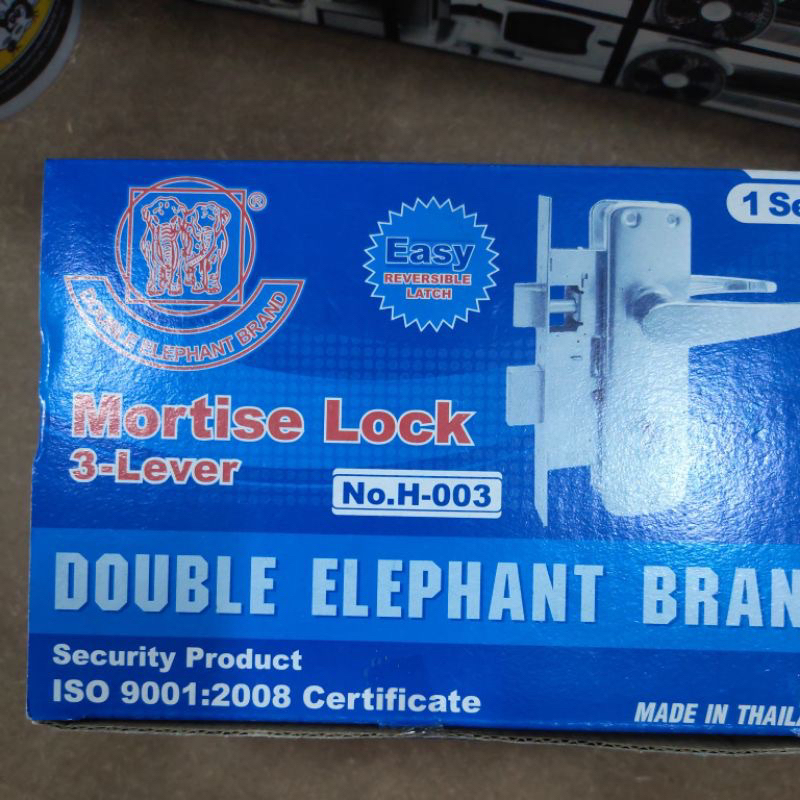 ®
DOUBLE ELEPHANT BRAND
Easy
REVERSIBLE
LATCH
1 Se
Mortise Lock
3-Lever
No.H-003
DOUBLE ELEPHANT BRAN
Security Product
ISO 9001:2008 Certificate
MADE IN THAILA